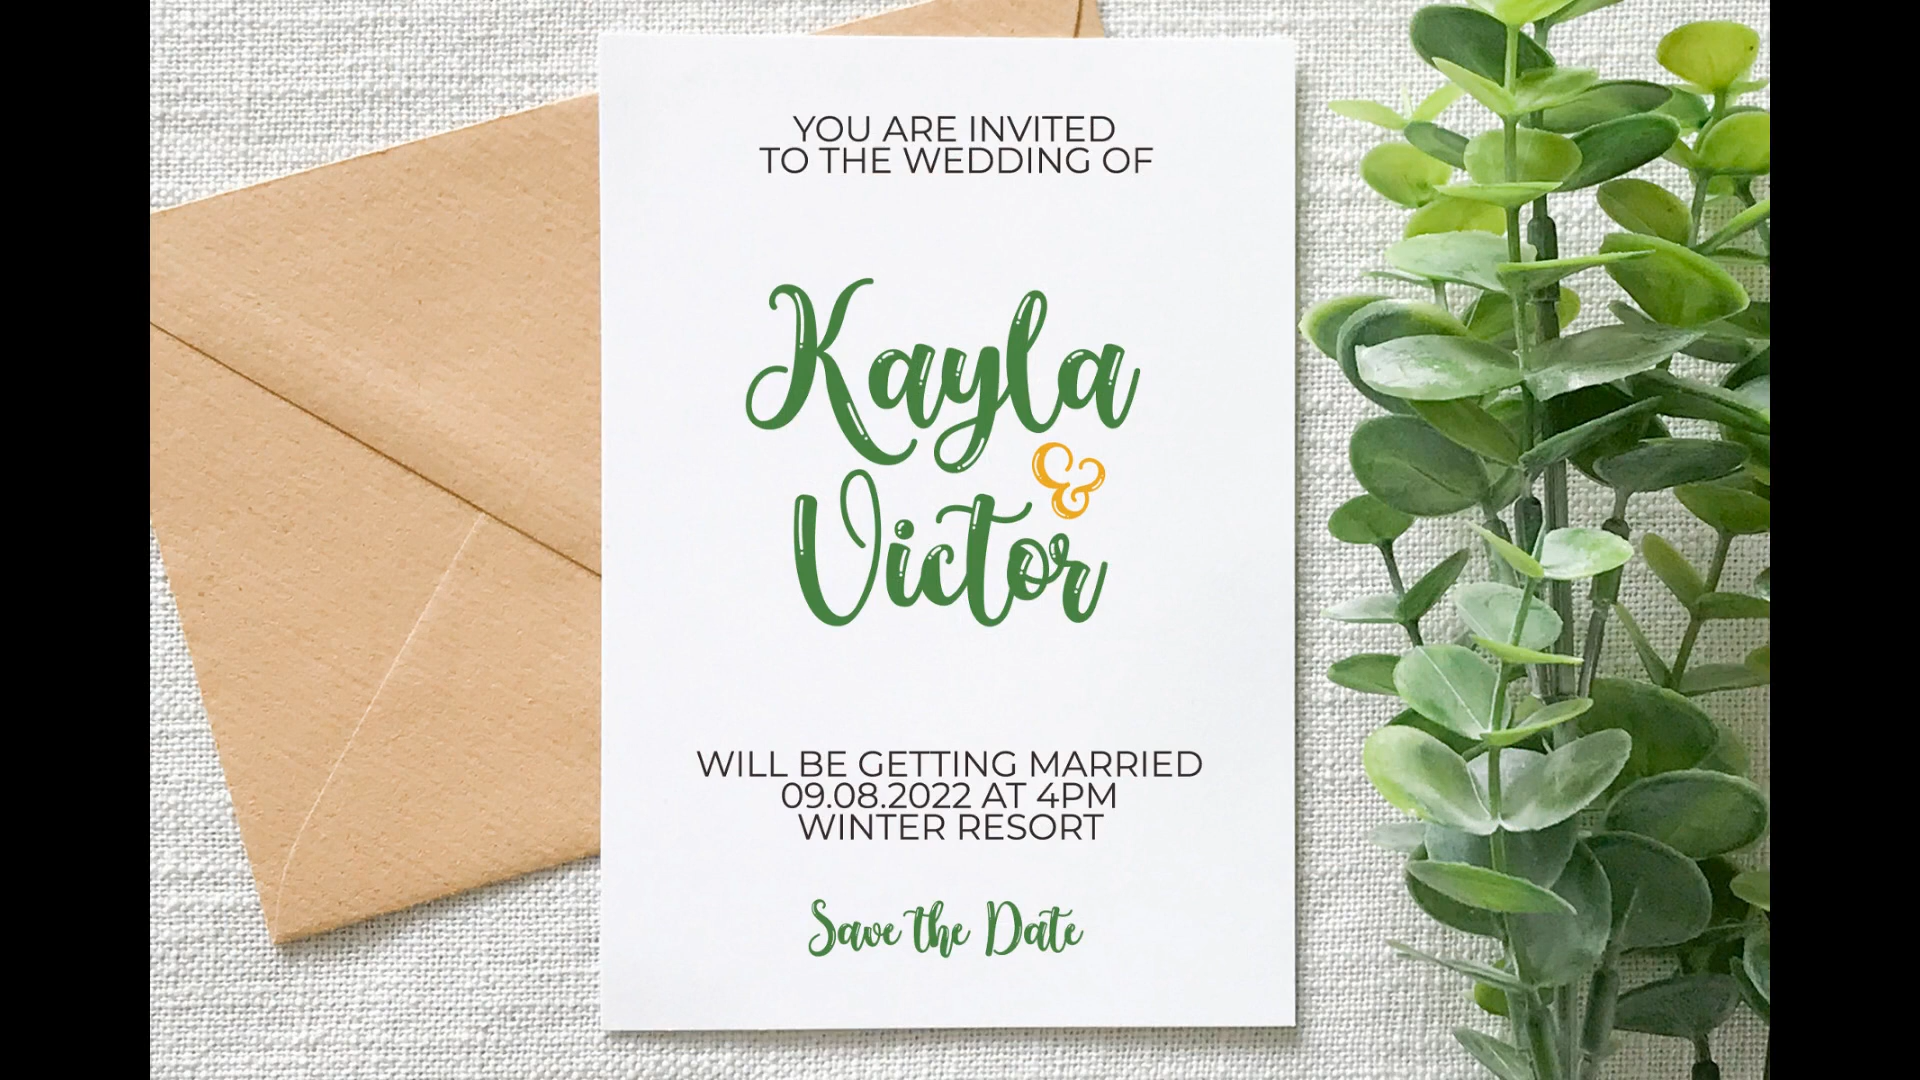 YOU ARE INVITED
TO THE WEDDING OF
Kayla
&
Victor
WILL BE GETTING MARRIED
09.08.2022 AT 4PM
WINTER RESORT
Save the Date